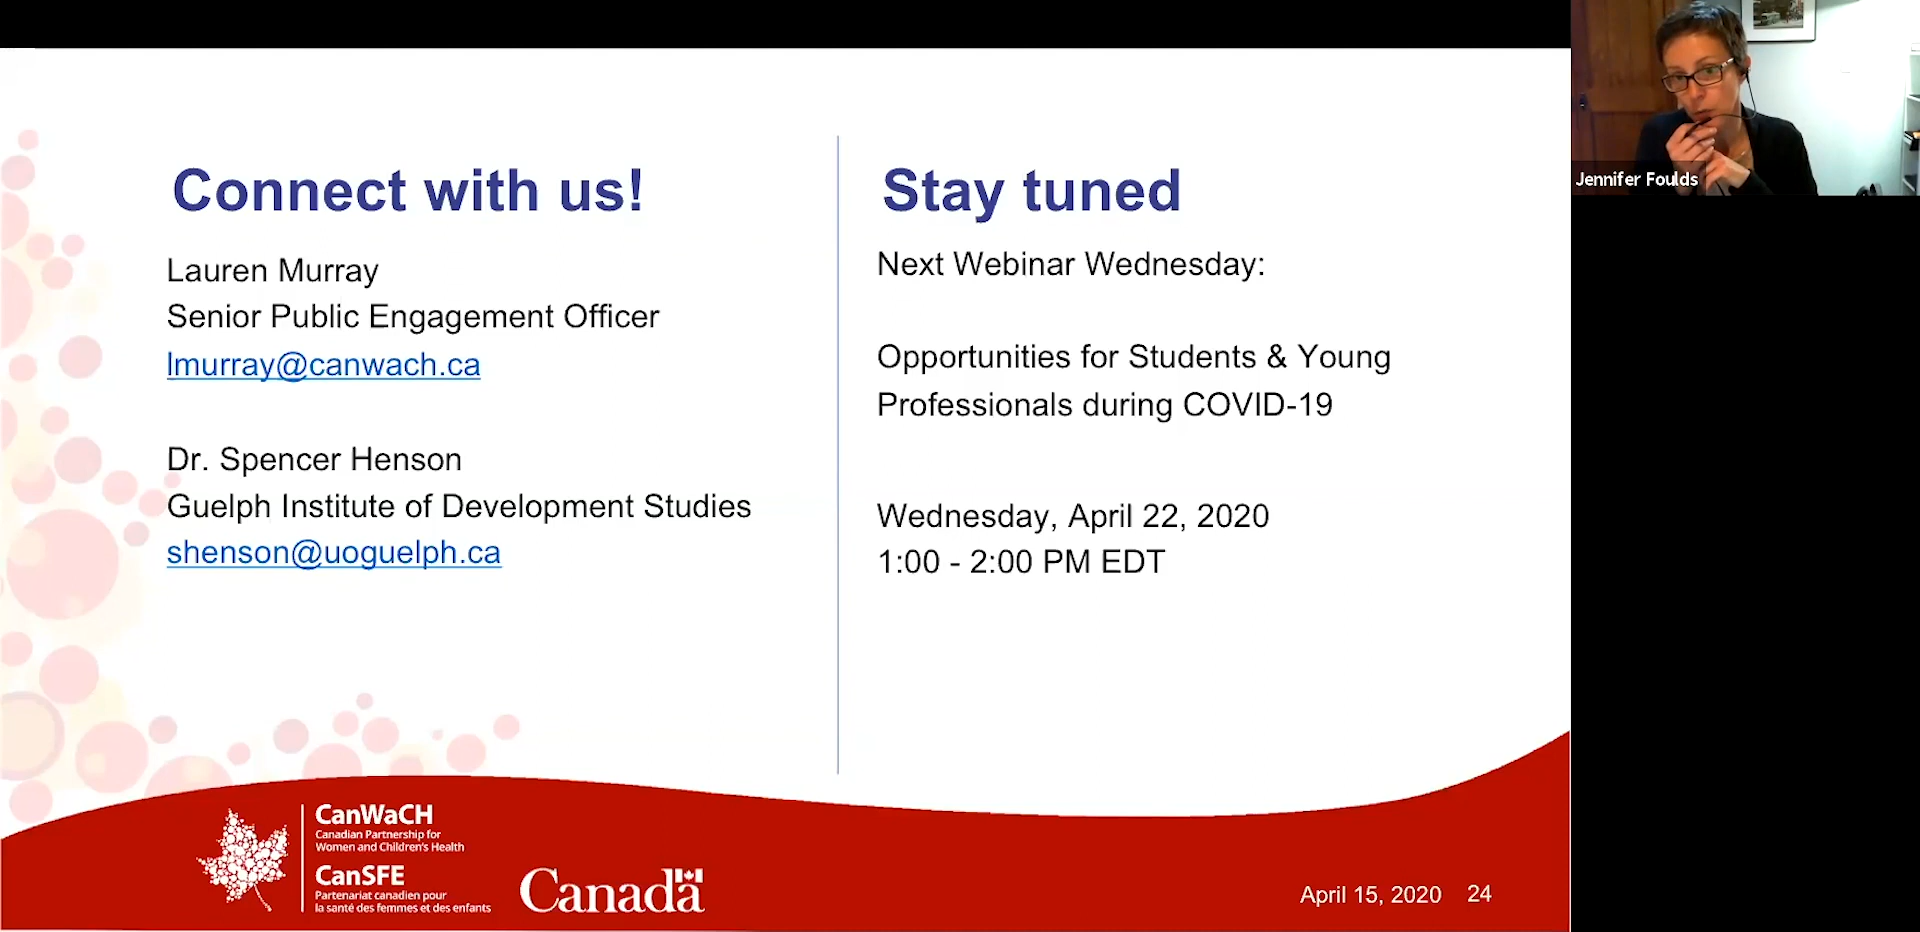 Connect with us!
Lauren Murray
Senior Public Engagement Officer
lmurray@canwach.ca
Dr. Spencer Henson
Guelph Institute of Development Studies
shenson@uoguelph.ca
Stay tuned
Next Webinar Wednesday:
Opportunities for Students & Young
Professionals during COVID-19
Wednesday, April 22, 2020
1:00 - 2:00 PM EDT
Jennifer Foulds
CanWaCH
Canadian Partnership for
Women and Children's Health
CanSFE
Partenariat canadien pour
la santé des femmes et des enfants
Canada
April 15, 2020 24